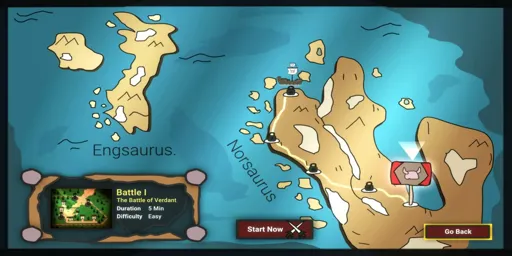 Engsaurus.
Norsaurus
Battle I
The Battle of Verdant
Duration 5 Min
Difficulty Easy
Start Now
Go Back